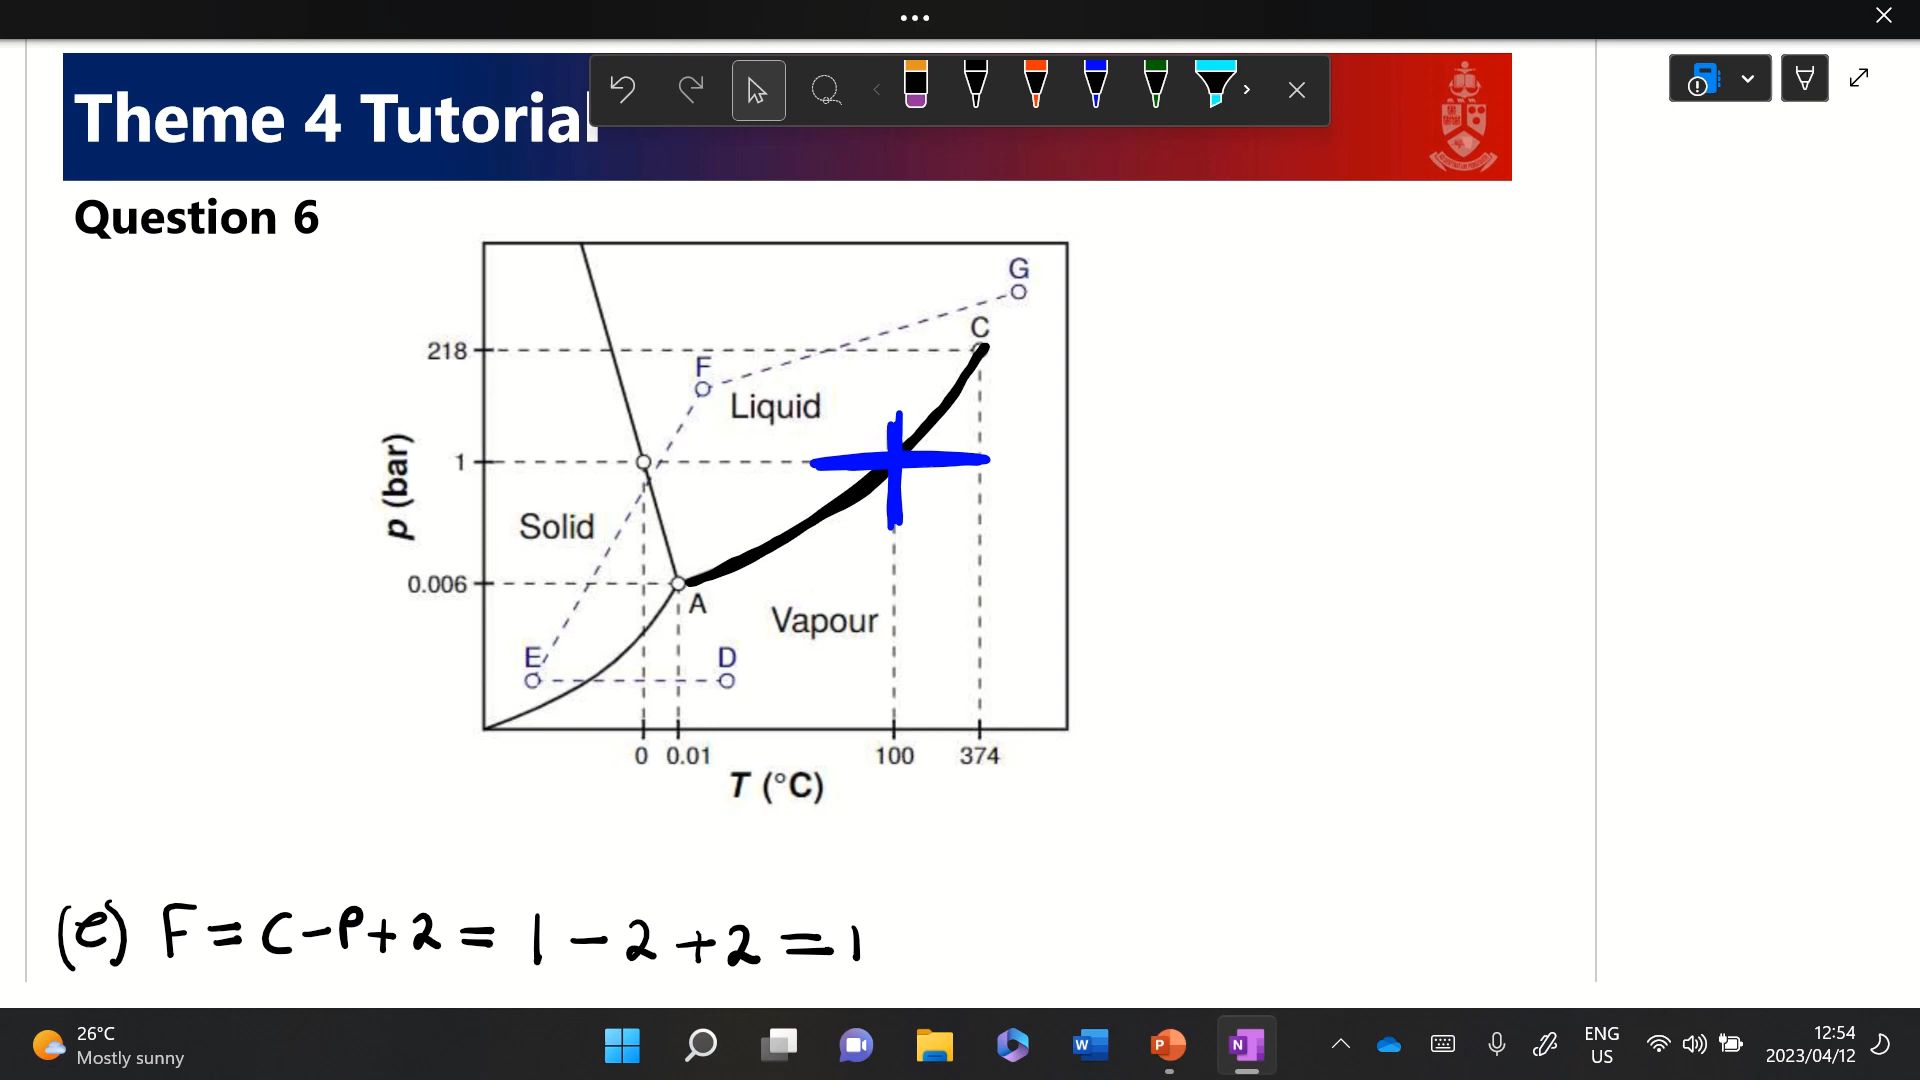 Theme 4 Tutorial
Question 6
G
C
218
F
Liquid
p (bar)
1
Solid
0.006
A
Vapour
E
D
0 0.01 100 374
T (°C)
(e) F = C - P + 2 = 1 - 2 + 2 = 1
26°C
Mostly sunny
W
P
N
ENG
US
12:54
2023/04/12